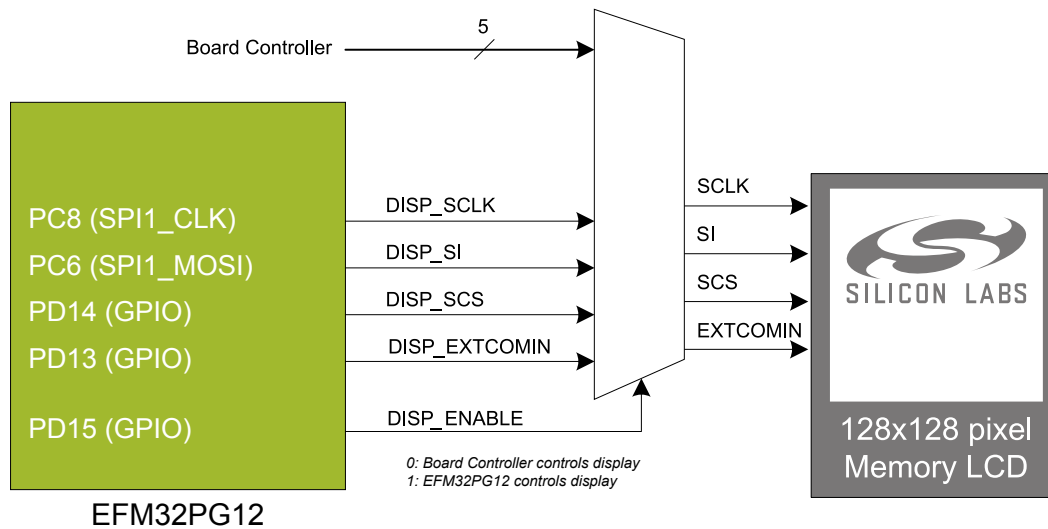 5
Board Controller
PC8 (SPI1_CLK)
DISP_SCLK
SCLK
PC6 (SPI1_MOSI)
DISP_SI
SI
PD14 (GPIO)
DISP_SCS
SCS
PD13 (GPIO)
DISP_EXTCOMIN
EXTCOMIN
PD15 (GPIO)
DISP_ENABLE
0: Board Controller controls display
1: EFM32PG12 controls display
EFM32PG12
SILICON LABS
128x128 pixel
Memory LCD